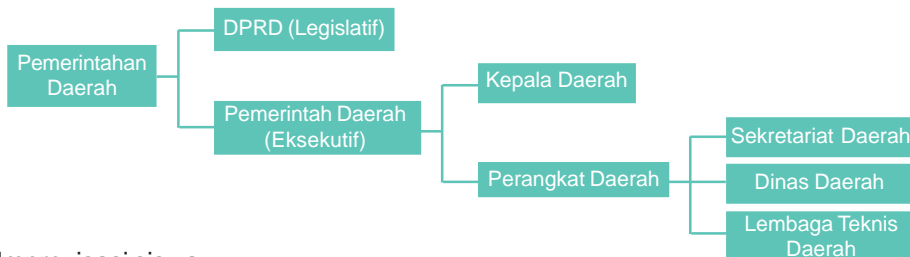 DPRD (Legislatif)
Pemerintahan
Daerah
Kepala Daerah
Pemerintah Daerah
(Eksekutif)
Sekretariat Daerah
Perangkat Daerah
Dinas Daerah
Lembaga Teknis
Daerah